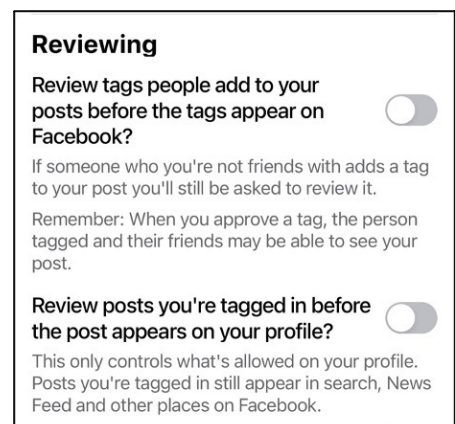 Reviewing
Review tags people add to your
posts before the tags appear on
Facebook?
If someone who you're not friends with adds a tag
to your post you'll still be asked to review it.
Remember: When you approve a tag, the person
tagged and their friends may be able to see your
post.
Review posts you're tagged in before
the post appears on your profile?
This only controls what's allowed on your profile.
Posts you're tagged in still appear in search, News
Feed and other places on Facebook.